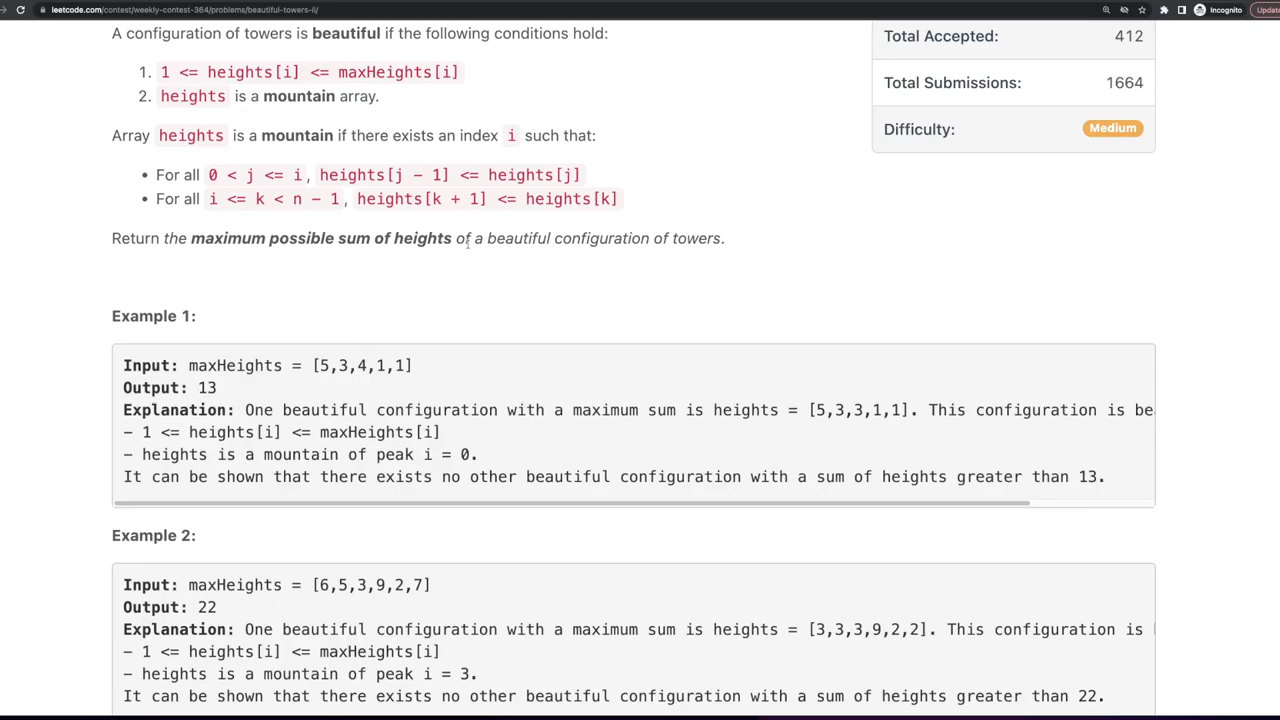 leetcode.com/contest/weekly-contest-364/problems/beautiful-towers-ii/
Incognito
Update
A configuration of towers is beautiful if the following conditions hold:
1. 1 <= heights[i] <= maxHeights[i]
2. heights is a mountain array.
Array heights is a mountain if there exists an index i such that:
• For all 0 < j <= i, heights[j - 1] <= heights[j]
• For all i <= k < n - 1, heights[k + 1] <= heights[k]
Return the maximum possible sum of heights of a beautiful configuration of towers.
Total Accepted: 412
Total Submissions: 1664
Difficulty: Medium
Example 1:
Input: maxHeights = [5,3,4,1,1]
Output: 13
Explanation: One beautiful configuration with a maximum sum is heights = [5,3,3,1,1]. This configuration is be
- 1 <= heights[i] <= maxHeights[i]
- heights is a mountain of peak i = 0.
It can be shown that there exists no other beautiful configuration with a sum of heights greater than 13.
Example 2:
Input: maxHeights = [6,5,3,9,2,7]
Output: 22
Explanation: One beautiful configuration with a maximum sum is heights = [3,3,3,9,2,2]. This configuration is
- 1 <= heights[i] <= maxHeights[i]
- heights is a mountain of peak i = 3.
It can be shown that there exists no other beautiful configuration with a sum of heights greater than 22.